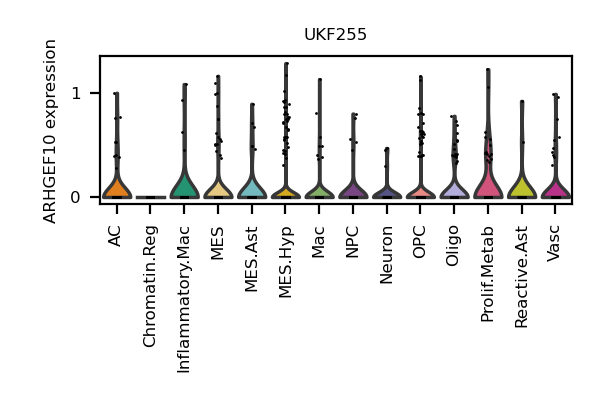 UKF255
ARHGEF10 expression
1
0
AC
Chromatin.Reg
Inflammatory.Mac
MES
MES.Ast
MES.Hyp
Mac
NPC
Neuron
OPC
Oligo
Prolif.Metab
Reactive.Ast
Vasc